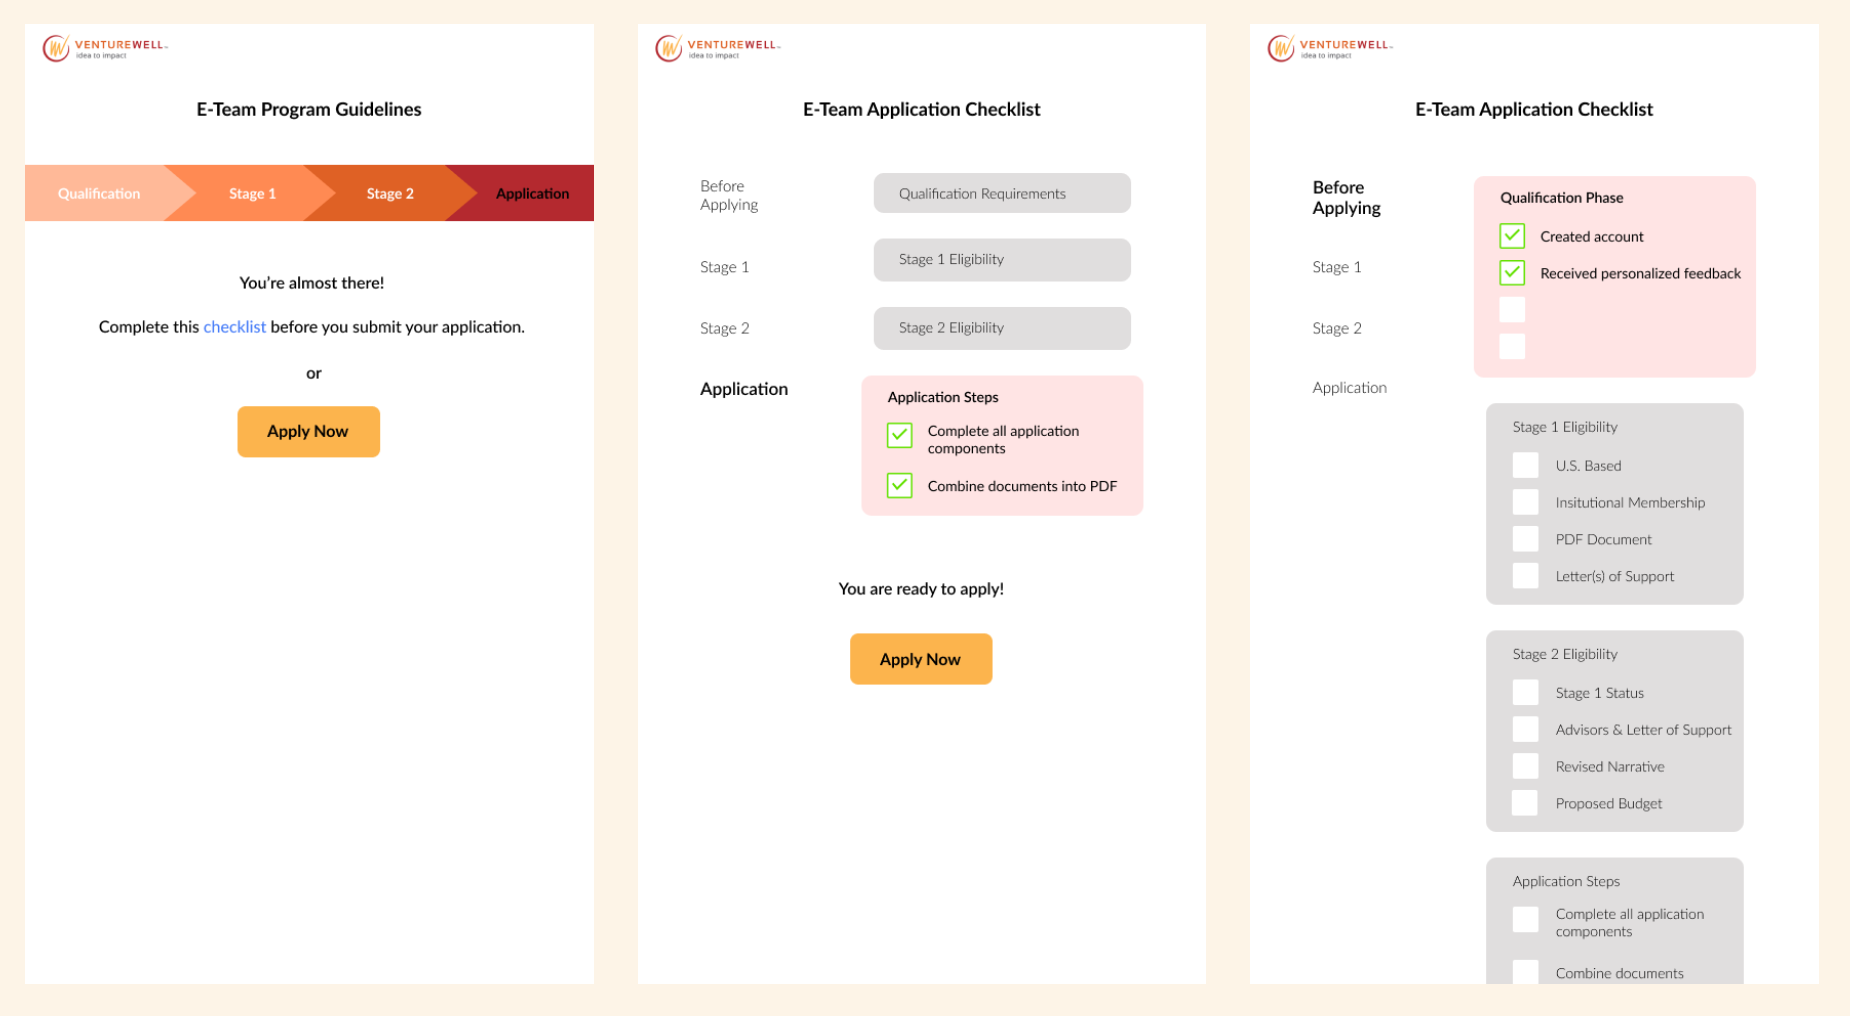 VENTUREWELL
idea to impact
E-Team Program Guidelines
Qualification
Stage 1
Stage 2
Application
You're almost there!
Complete this checklist before you submit your application.
or
Apply Now
VENTUREWELL
idea to impact
E-Team Application Checklist
Before
Applying
Qualification Requirements
Stage 1
Stage 1 Eligibility
Stage 2
Stage 2 Eligibility
Application
Application Steps
Complete all application
components
Combine documents into PDF
You are ready to apply!
Apply Now
VENTUREWELL
idea to impact
E-Team Application Checklist
Before
Applying
Stage 1
Stage 2
Application
Qualification Phase
Created account
Received personalized feedback
Stage 1 Eligibility
U.S. Based
Insitutional Membership
PDF Document
Letter(s) of Support
Stage 2 Eligibility
Stage 1 Status
Advisors & Letter of Support
Revised Narrative
Proposed Budget
Application Steps
Complete all application
components
Combine documents